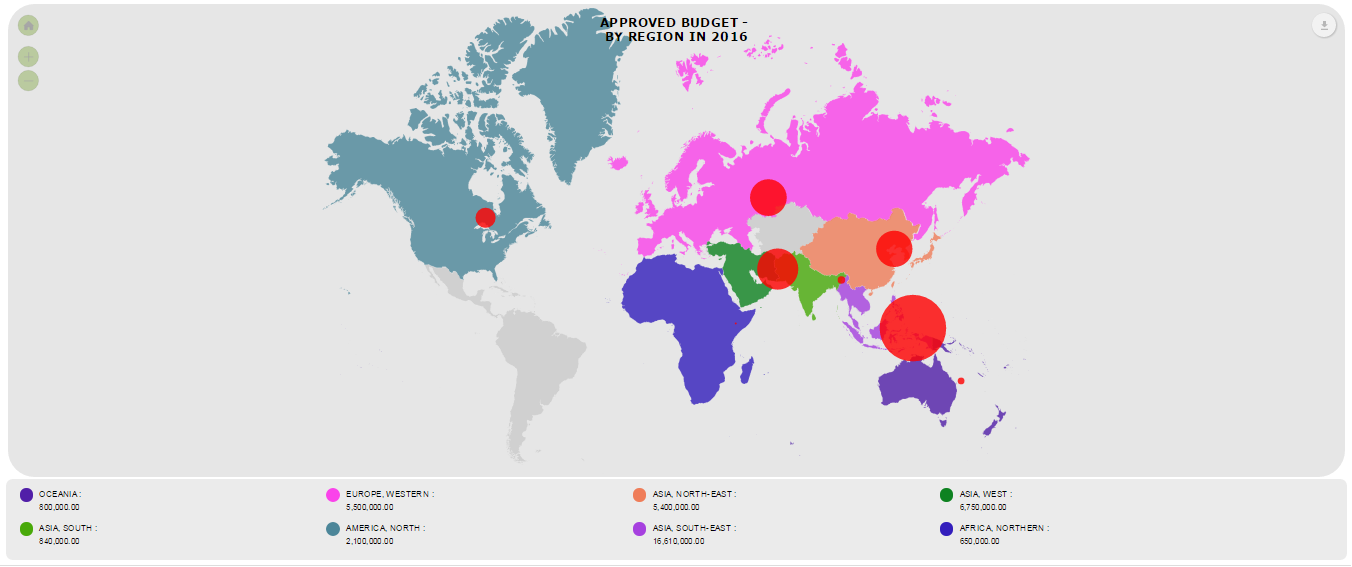 APPROVED BUDGET -
BY REGION IN 2016
OCEANIA :
800,000.00
EUROPE, WESTERN :
5,500,000.00
ASIA, NORTH-EAST :
5,400,000.00
ASIA, WEST :
6,750,000.00
ASIA, SOUTH :
840,000.00
AMERICA, NORTH :
2,100,000.00
ASIA, SOUTH-EAST :
16,610,000.00
AFRICA, NORTHERN :
650,000.00